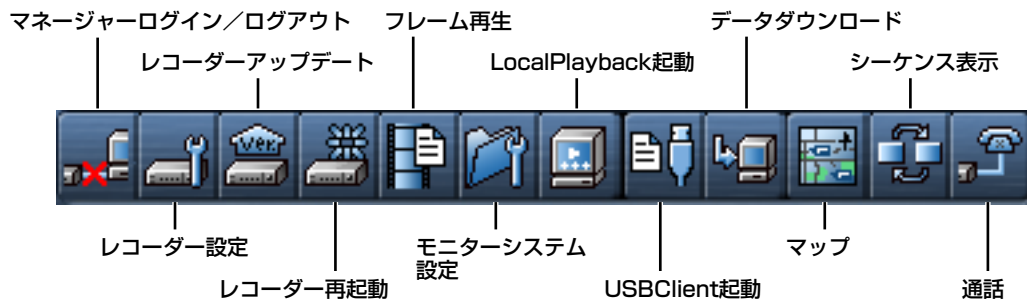 マネージャーログイン／ログアウト
フレーム再生
データダウンロード
レコーダーアップデート
LocalPlayback起動
シーケンス表示
Ver.
レコーダー設定
モニターシステム
設定
マップ
レコーダー再起動
USBClient起動
通話